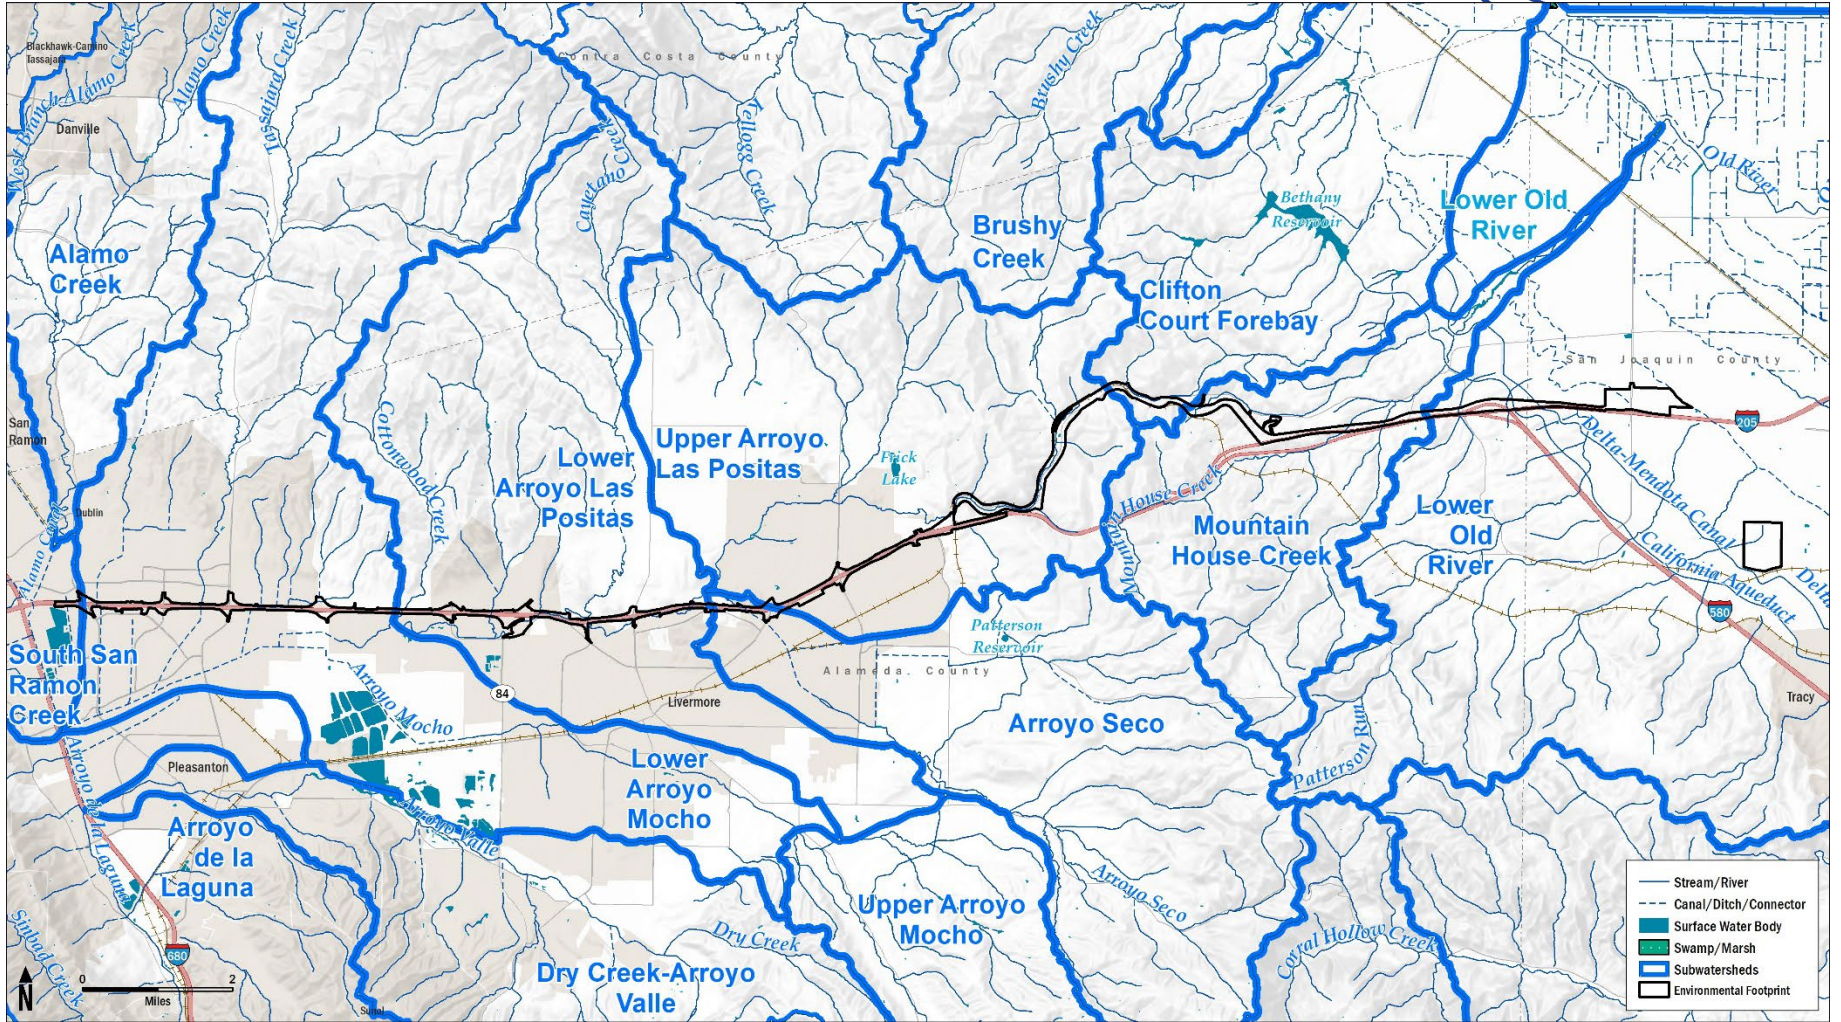 Blackhawk-Camino
Tassajara
West Branch Alamo Creek
Alamo Creek
Tassajara Creek
Contra Costa County
Kellogg Creek
Brushy Creek
Danville
Cayetano Creek
Old River
Bethany
Reservoir
Lower Old
River
Brushy
Creek
Alamo
Creek
Clifton
Court Forebay
San Joaquin County
San
Ramon
Cottonwood Creek
Lower
Arroyo Las
Positas
Upper Arroyo
Las Positas
Frick
Lake
205
Delta-Mendota Canal
Mountain House Creek
Mountain
House Creek
Lower
Old
River
California Aqueduct
Delta
580
Dublin
Alamo Canal
Patterson
Reservoir
Alameda County
South San
Ramon
Creek
Arroyo Mocho
84
Livermore
Arroyo Seco
Patterson Run
Tracy
Pleasanton
Arroyo de la Laguna
Arroyo Valle
Lower
Arroyo
Mocho
Arroyo
de la
Laguna
Upper Arroyo
Mocho
Arroyo Seco
Corral Hollow Creek
Dry Creek
Dry Creek-Arroyo
Valle
Sinbad Creek
680
Sunol
N
0 2
Miles
Stream/River
Canal/Ditch/Connector
Surface Water Body
Swamp/Marsh
Subwatersheds
Environmental Footprint